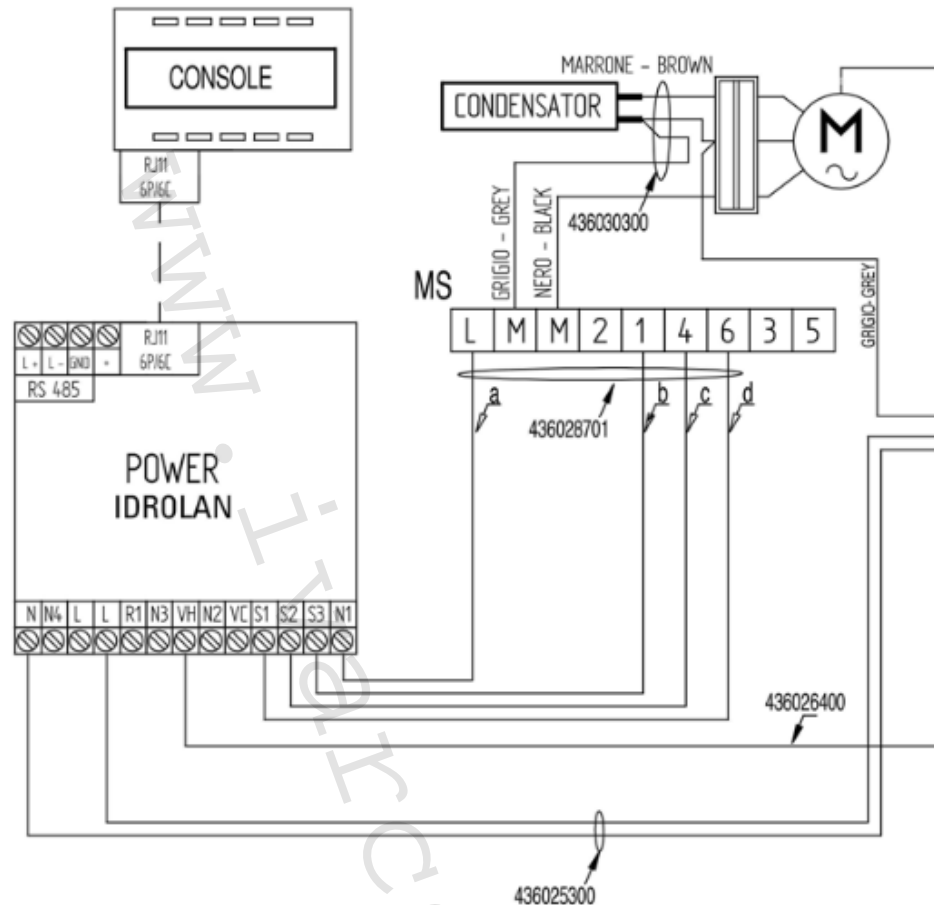 CONSOLE
RJ11
6P/6C
MARRONE - BROWN
CONDENSATOR
M
436030300
GRIGIO - GREY
NERO - BLACK
GRIGIO-GREY
MS
L M M 2 1 4 6 3 5
a b c d
436028701
RJ11
6P/6C
L + L - GND +
RS 485
POWER
IDROLAN
N N4 L L R1 N3 VH N2 VC S1 S2 S3 N1
436026400
436025300